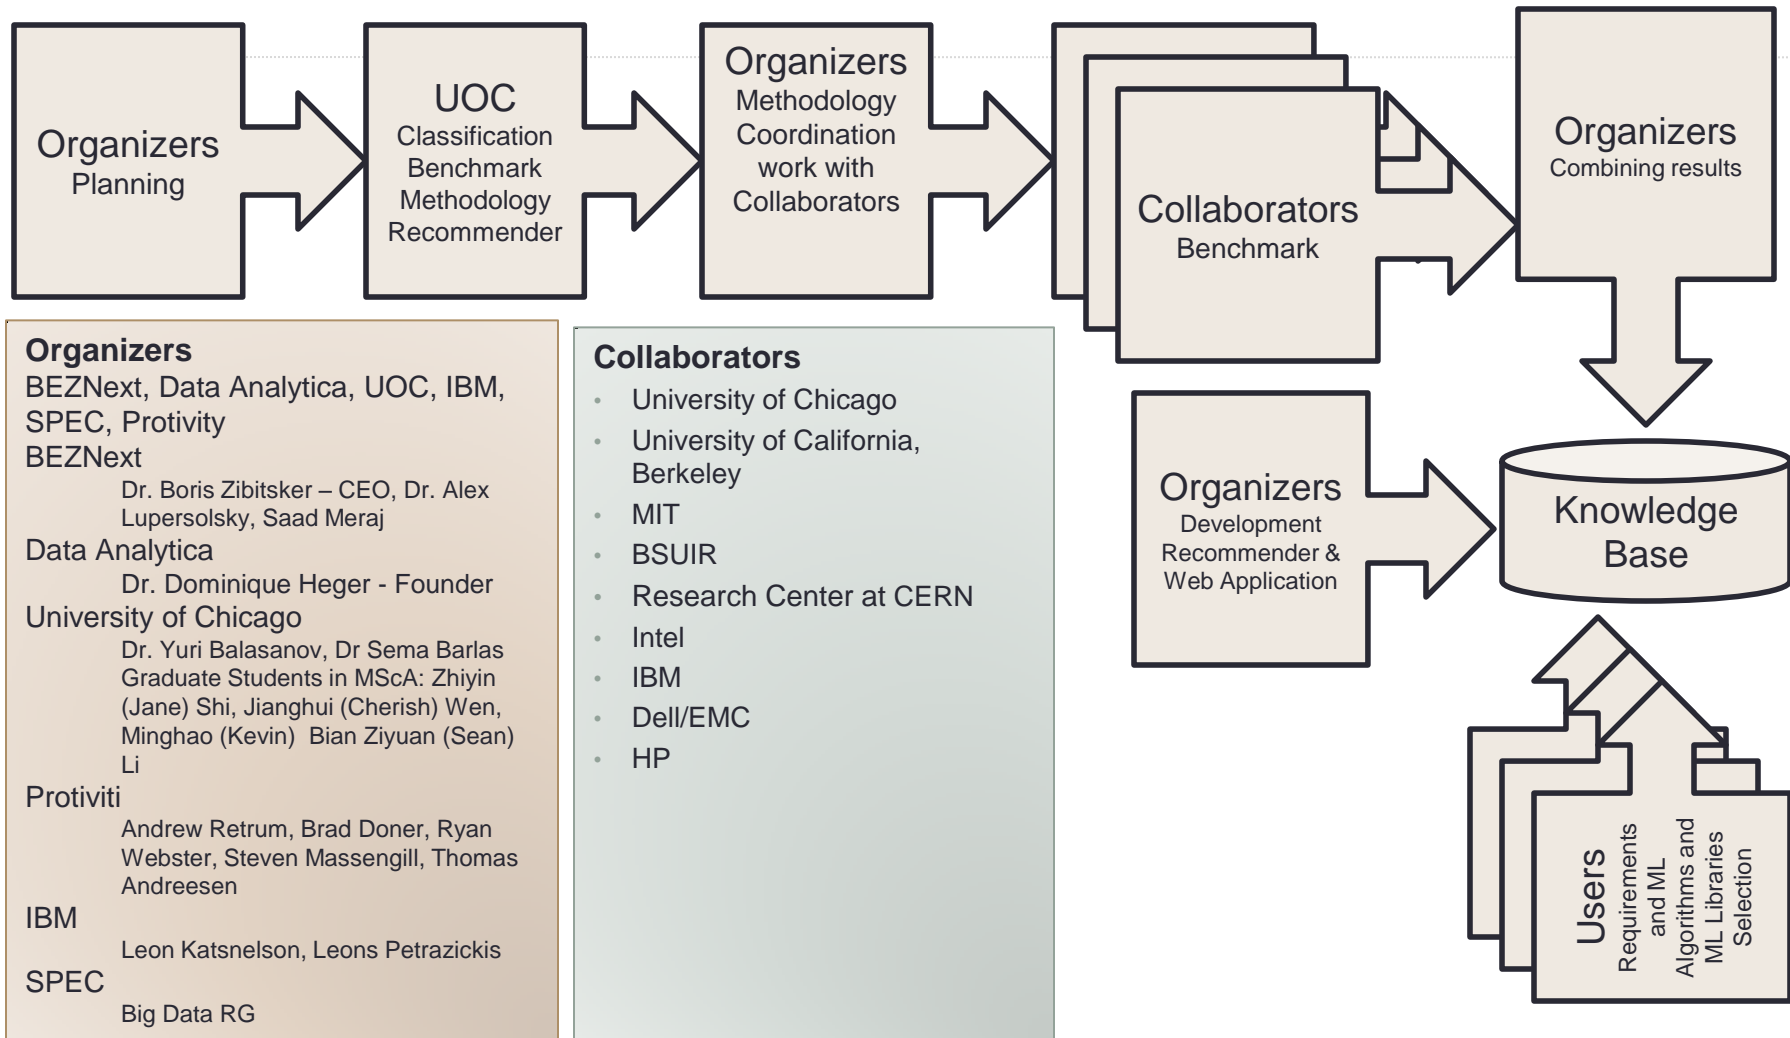 Organizers
Planning
UOC
Classification
Benchmark
Methodology
Recommender
Organizers
Methodology
Coordination
work with
Collaborators
Collaborators
Benchmark
Organizers
Combining results
Organizers
BEZNext, Data Analytica, UOC, IBM,
SPEC, Protivity
BEZNext
Dr. Boris Zibitsker – CEO, Dr. Alex
Lupersolsky, Saad Meraj
Data Analytica
Dr. Dominique Heger - Founder
University of Chicago
Dr. Yuri Balasanov, Dr Sema Barlas
Graduate Students in MScA: Zhiyin
(Jane) Shi, Jianghui (Cherish) Wen,
Minghao (Kevin)  Bian Ziyuan (Sean)
Li
Protiviti
Andrew Retrum, Brad Doner, Ryan
Webster, Steven Massengill, Thomas
Andreesen
IBM
Leon Katsnelson, Leons Petrazickis
SPEC
Big Data RG
Collaborators
• University of Chicago
• University of California,
Berkeley
• MIT
• BSUIR
• Research Center at CERN
• Intel
• IBM
• Dell/EMC
• HP
Organizers
Development
Recommender &
Web Application
Knowledge
Base
Users
Requirements
and ML
Algorithms and
ML Libraries
Selection